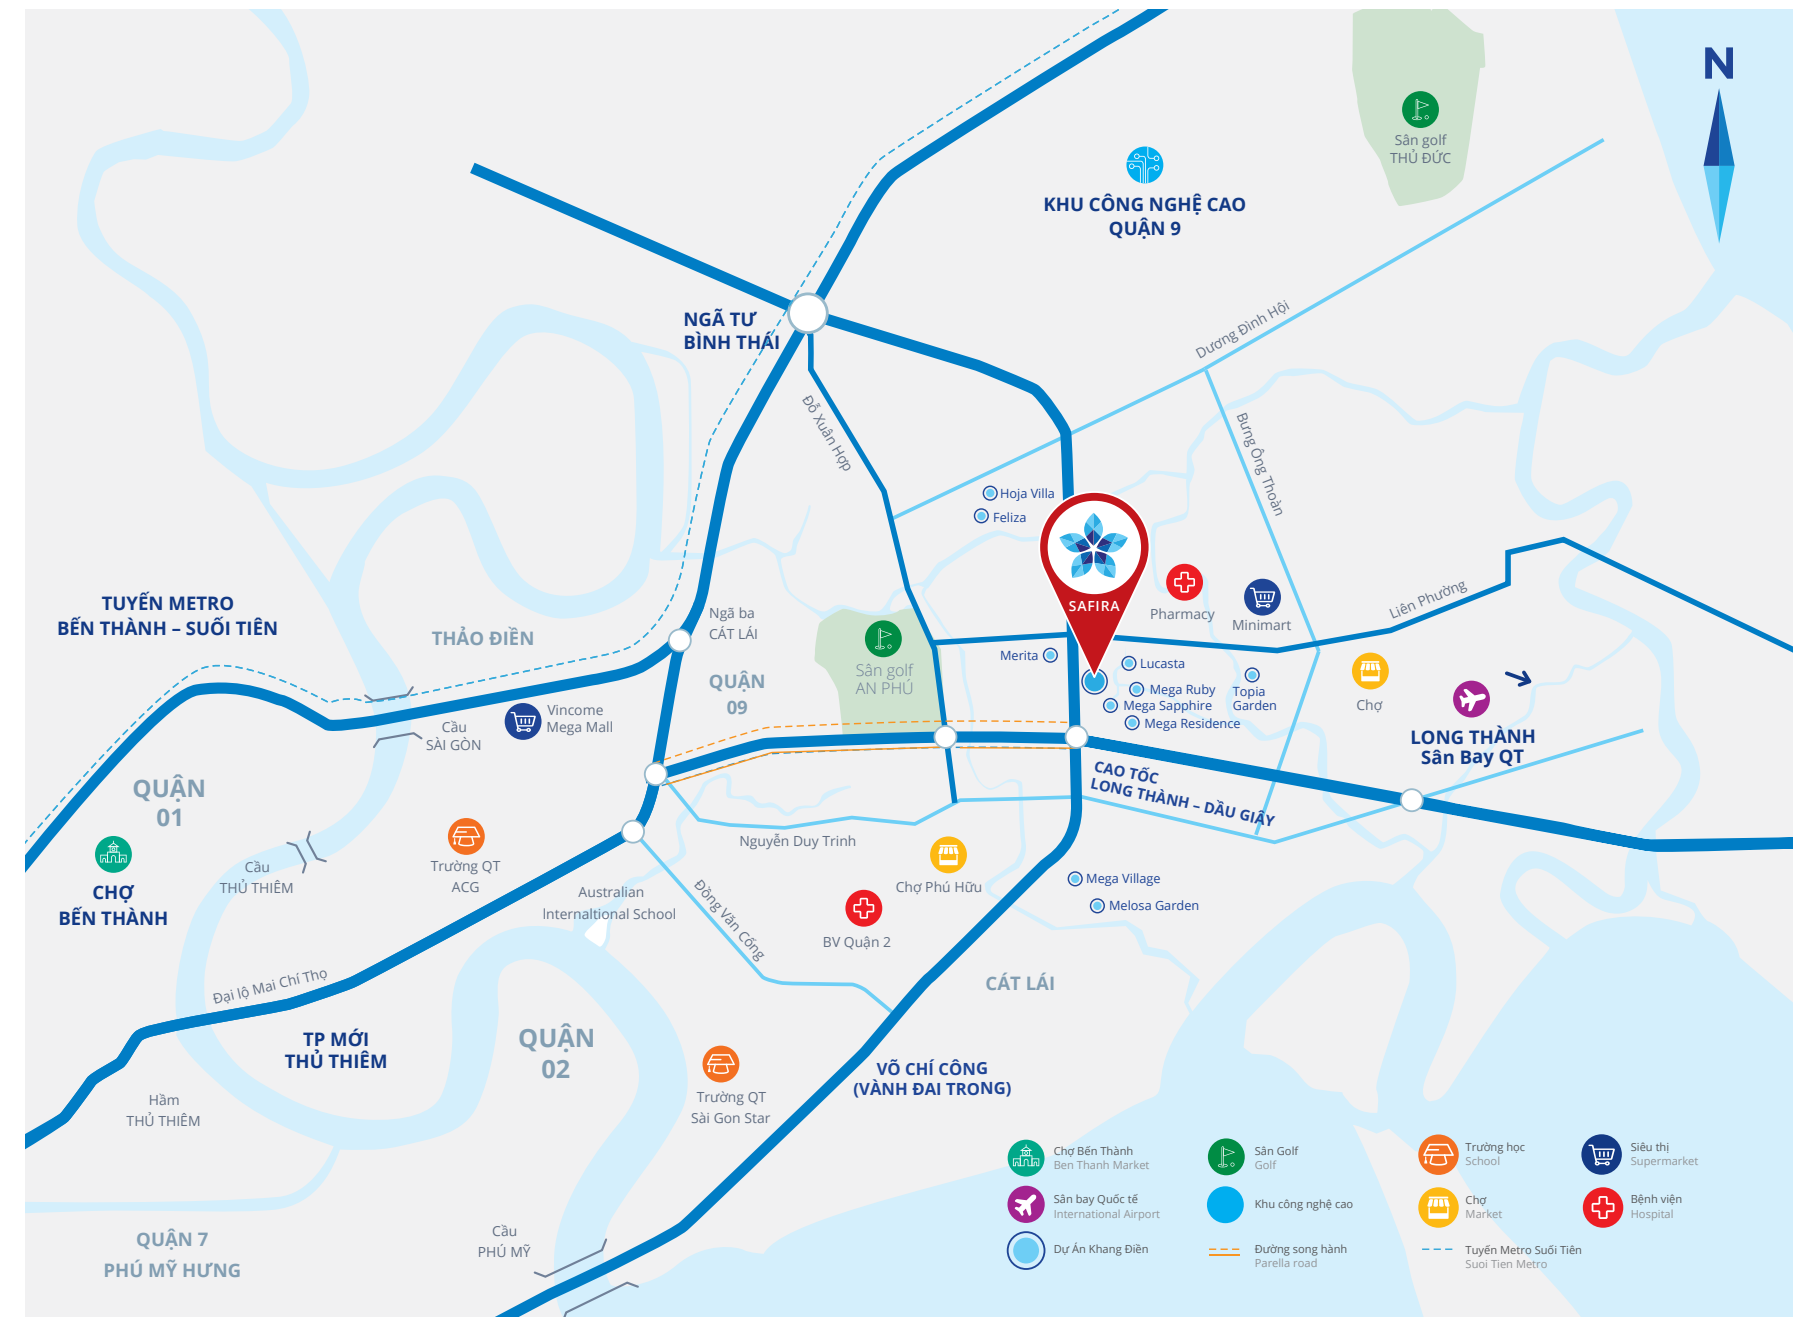 N
Sân golf
THỦ ĐỨC
KHU CÔNG NGHỆ CAO
QUẬN 9
NGÃ TƯ
BÌNH THÁI
Dương Đình Hội
Đỗ Xuân Hợp
Bưng Ông Thoàn
Hoja Villa
Feliza
SAFIRA
Pharmacy
Minimart
Liên Phường
TUYẾN METRO
BẾN THÀNH – SUỐI TIÊN
THẢO ĐIỀN
Ngã ba
CÁT LÁI
Sân golf
AN PHÚ
Merita
Lucasta
Mega Ruby
Mega Sapphire
Mega Residence
Topia
Garden
Chợ
LONG THÀNH
Sân Bay QT
QUẬN
09
Cầu
SÀI GÒN
Vincome
Mega Mall
QUẬN
01
CAO TỐC
LONG THÀNH – DẦU GIÂY
CHỢ
BẾN THÀNH
Cầu
THỦ THIÊM
Trường QT
ACG
Nguyễn Duy Trinh
Chợ Phú Hữu
Australian
Internaltional School
Đồng Văn Cống
BV Quận 2
Mega Village
Melosa Garden
CÁT LÁI
Đại lộ Mai Chí Thọ
TP MỚI
THỦ THIÊM
QUẬN
02
VÕ CHÍ CÔNG
(VÀNH ĐAI TRONG)
Trường QT
Sài Gon Star
Hầm
THỦ THIÊM
QUẬN 7
PHÚ MỸ HƯNG
Cầu
PHÚ MỸ
Chợ Bến Thành
Ben Thanh Market
Sân Golf
Golf
Trường học
School
Siêu thị
Supermarket
Sân bay Quốc tế
International Airport
Khu công nghệ cao
Chợ
Market
Bệnh viện
Hospital
Dự Án Khang Điền
Đường song hành
Parella road
Tuyến Metro Suối Tiên
Suoi Tien Metro